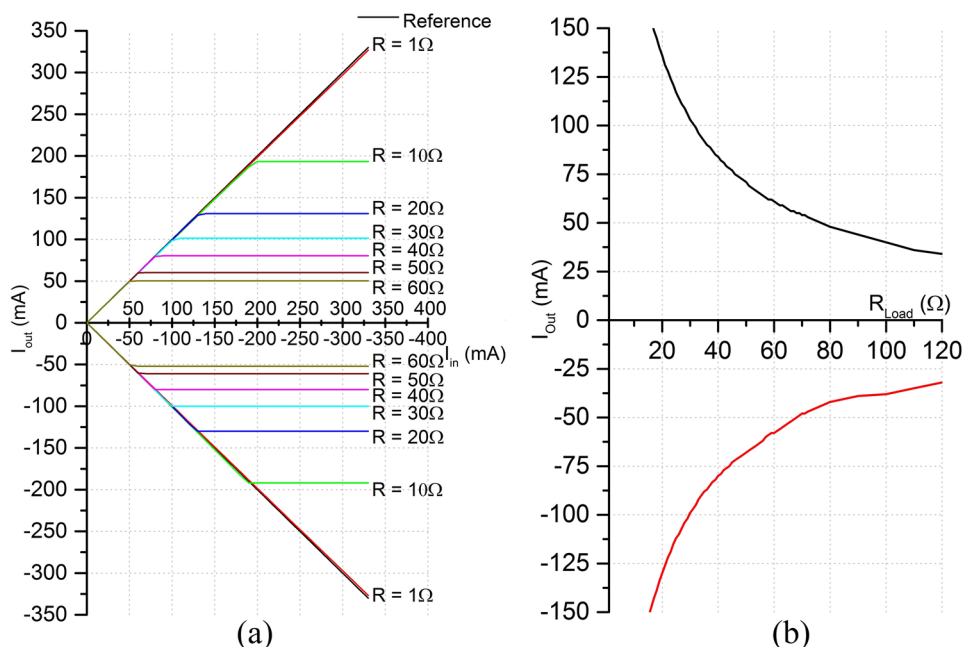 Reference
350
300
250
200
150
100
50
0
-50
-100
-150
-200
-250
-300
-350
I_out (mA)
R = 1Ω
R = 10Ω
R = 20Ω
R = 30Ω
R = 40Ω
R = 50Ω
R = 60Ω
50 100 150 200 250 300 350 400
0 -50 -100 -150 -200 -250 -300 -350 -400
I_in (mA)
R = 60Ω
R = 50Ω
R = 40Ω
R = 30Ω
R = 20Ω
R = 10Ω
R = 1Ω
(a)
150
125
100
75
50
25
0
-25
-50
-75
-100
-125
-150
I_Out (mA)
R_Load (Ω)
20 40 60 80 100 120
(b)